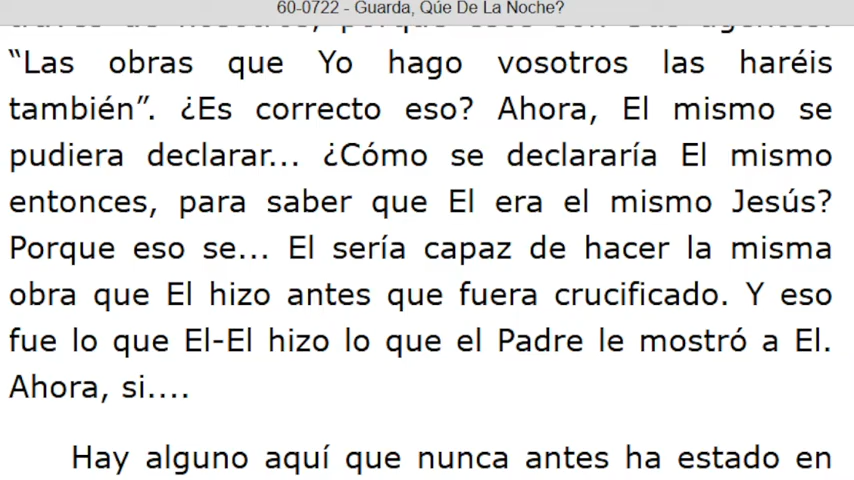 60-0722 - Guarda, Qúe De La Noche?
“Las obras que Yo hago vosotros las haréis
también”. ¿Es correcto eso? Ahora, El mismo se
pudiera declarar... ¿Cómo se declararía El mismo
entonces, para saber que El era el mismo Jesús?
Porque eso se... El sería capaz de hacer la misma
obra que El hizo antes que fuera crucificado. Y eso
fue lo que El-El hizo lo que el Padre le mostró a El.
Ahora, si....
Hay alguno aquí que nunca antes ha estado en